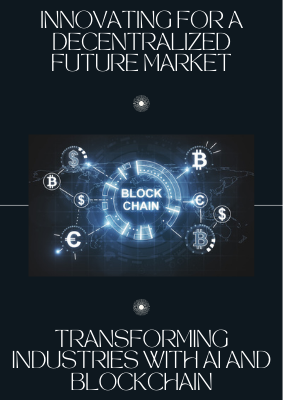 INNOVATING FOR A
DECENTRALIZED
FUTURE MARKET
BLOCK
CHAIN
TRANSFORMING
INDUSTRIES WITH AI AND
BLOCKCHAIN